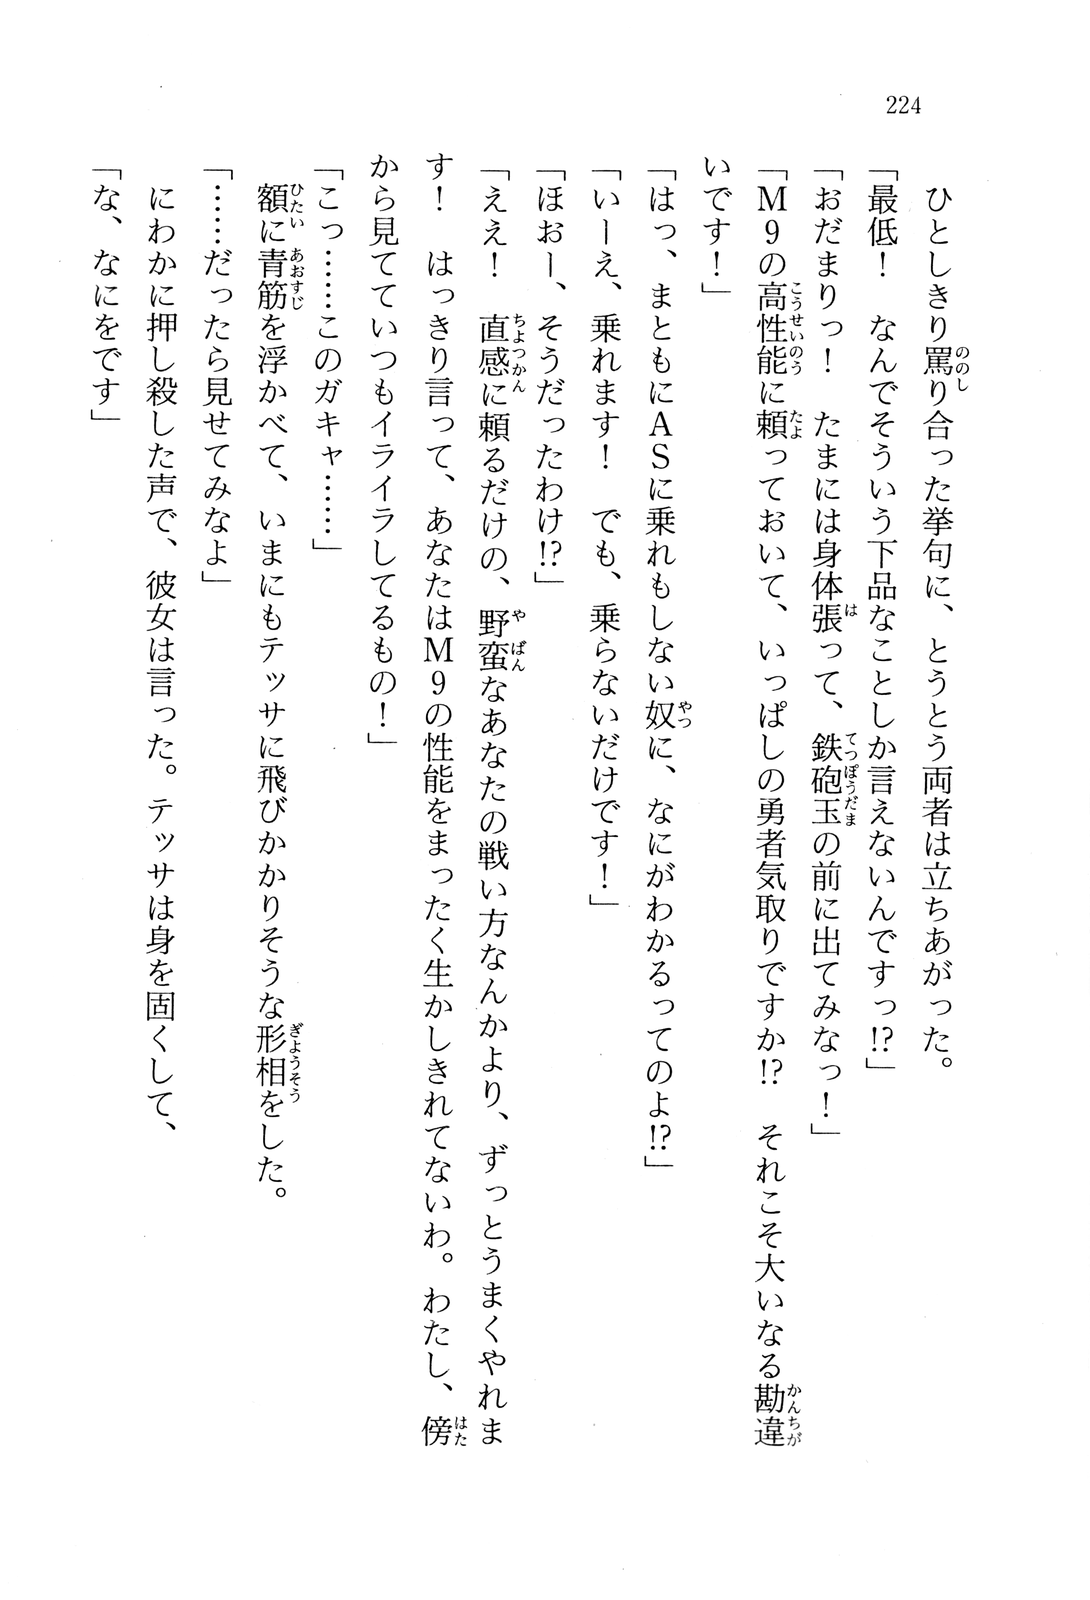 224
ひとしきり罵り合った挙句に、とうとう両者は立ちあがった。
「最低！　なんでそういう下品なことしか言えないんですっ!?」
「おだまりっ！　たまには身体張って、鉄砲玉の前に出てみなっ！」
「M9の高性能に頼っておいて、いっぱしの勇者気取りですか!?　それこそ大いなる勘違
いです！」
「はっ、まともにASに乗れもしない奴に、なにがわかるってのよ!?」
「いーえ、乗れます！　でも、乗らないだけです！」
「ほおー、そうだったわけ!?」
「ええ！　直感に頼るだけの、野蛮なあなたの戦い方なんかより、ずっとうまくやれま
す！　はっきり言って、あなたはM9の性能をまったく生かしきれてないわ。わたし、傍
から見てていつもイライラしてるもの！」
「こっ……このガキャ……」
額に青筋を浮かべて、いまにもテッサに飛びかかりそうな形相をした。
「……だったら見せてみなよ」
にわかに押し殺した声で、彼女は言った。テッサは身を固くして、
「な、なにをです」